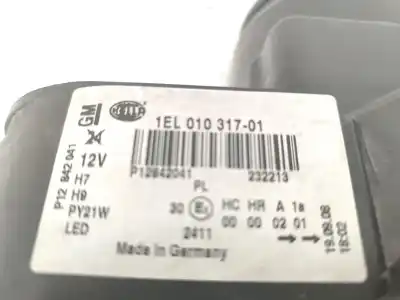 GM
HELLA
1EL 010 317-01
P12 842 041
12V
H7
H9
PY21W
LED
P12842041
232213
PL
30
E1
HC HR A 1a
00 00 02 01
2411
Made in Germany
19.09.08
18:02